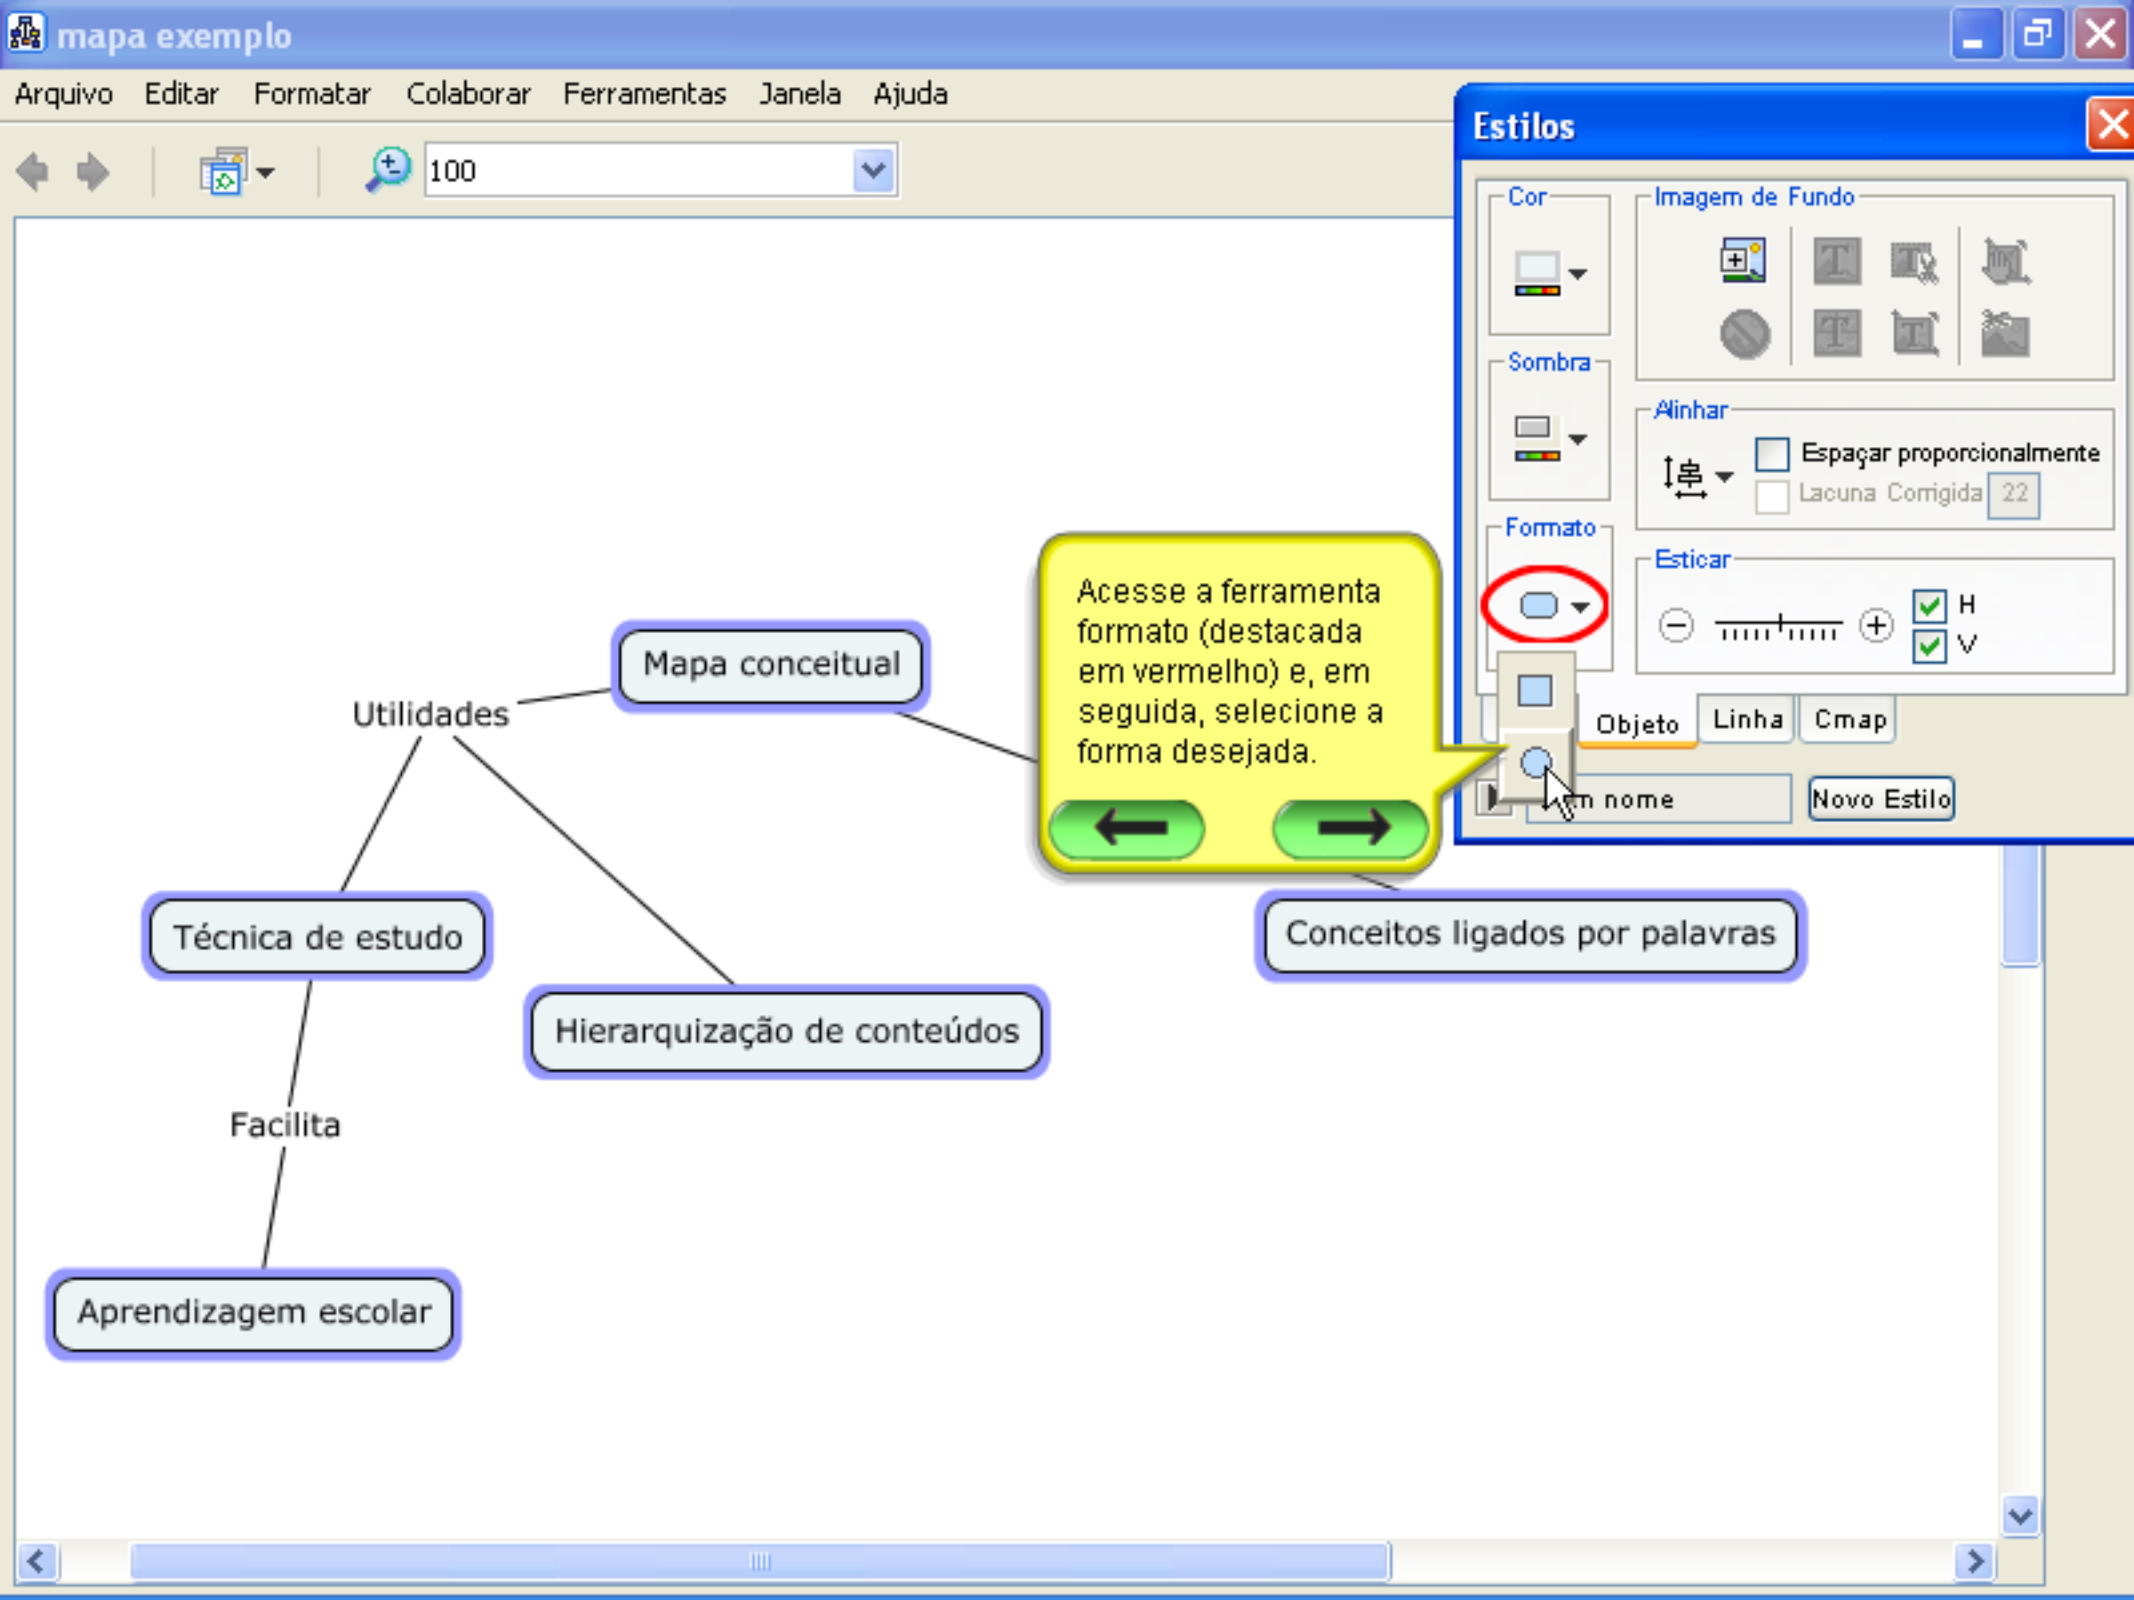 mapa exemplo
Arquivo Editar Formatar Colaborar Ferramentas Janela Ajuda
100
Estilos
Cor
Imagem de Fundo
Sombra
Alinhar
Espaçar proporcionalmente
Lacuna Corrigida 22
Formato
Esticar
H
V
Objeto Linha Cmap
nome
Novo Estilo
Acesse a ferramenta
formato (destacada
em vermelho) e, em
seguida, selecione a
forma desejada.
Mapa conceitual
Utilidades
Técnica de estudo
Conceitos ligados por palavras
Hierarquização de conteúdos
Facilita
Aprendizagem escolar